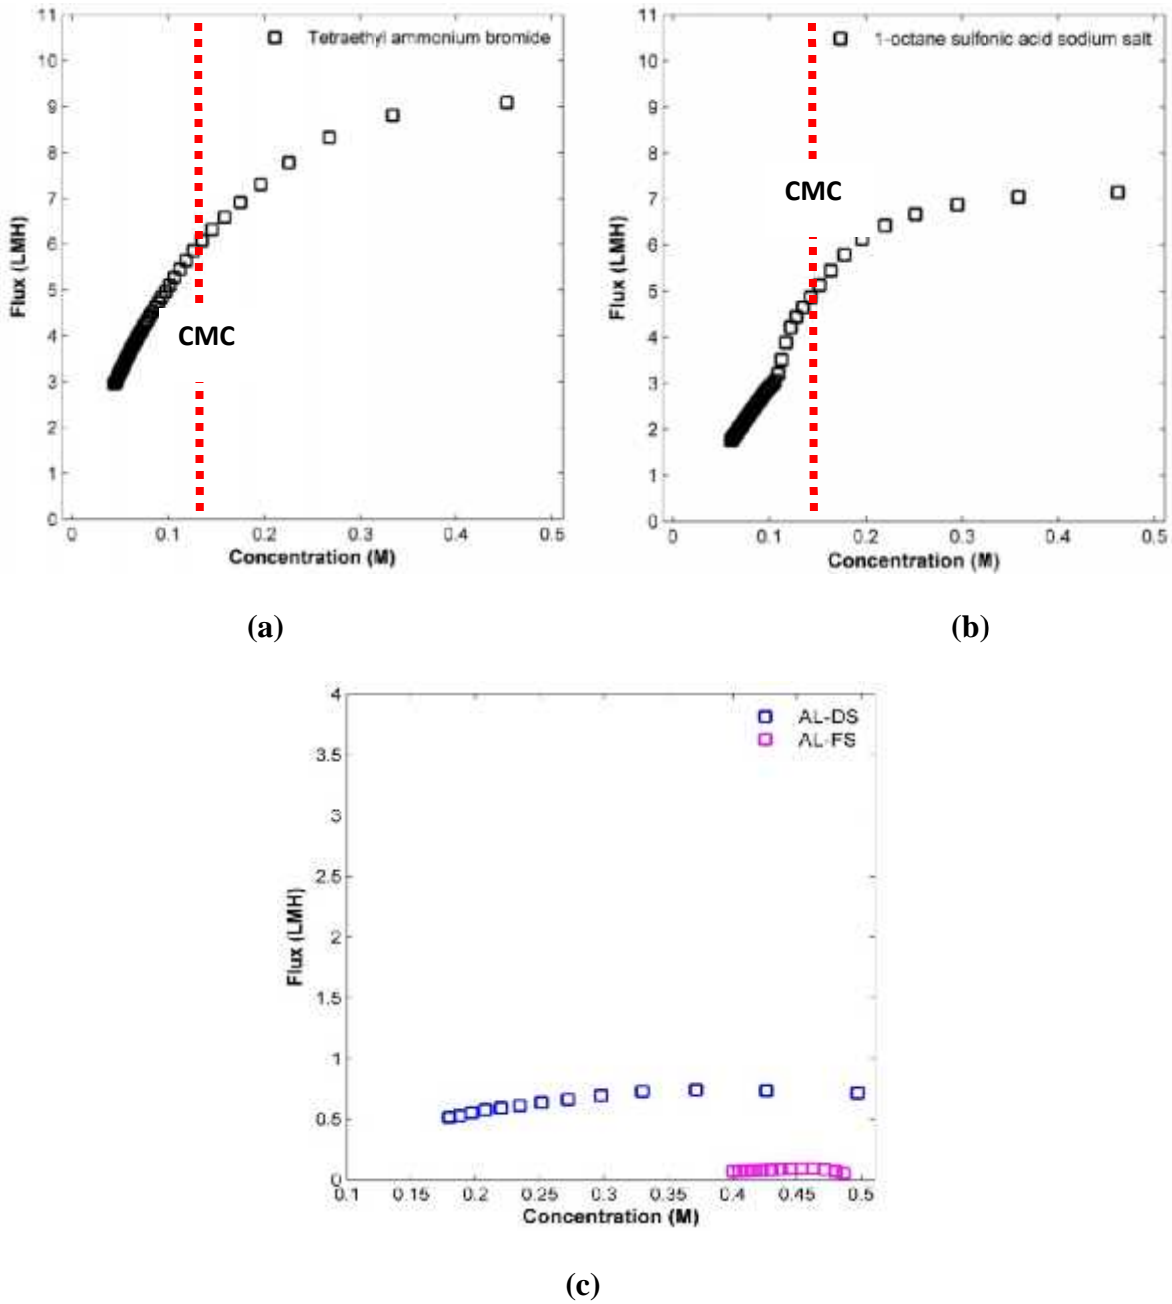 11
10
9
8
7
6
5
4
3
2
1
0
Flux (LMH)
Tetraethyl ammonium bromide
CMC
0 0.1 0.2 0.3 0.4 0.5
Concentration (M)
(a)
11
10
9
8
7
6
5
4
3
2
1
0
Flux (LMH)
1-octane sulfonic acid sodium salt
CMC
0 0.1 0.2 0.3 0.4 0.5
Concentration (M)
(b)
4
3.5
3
2.5
2
1.5
1
0.5
0
Flux (LMH)
AL-DS
AL-FS
0.1 0.15 0.2 0.25 0.3 0.35 0.4 0.45 0.5
Concentration (M)
(c)